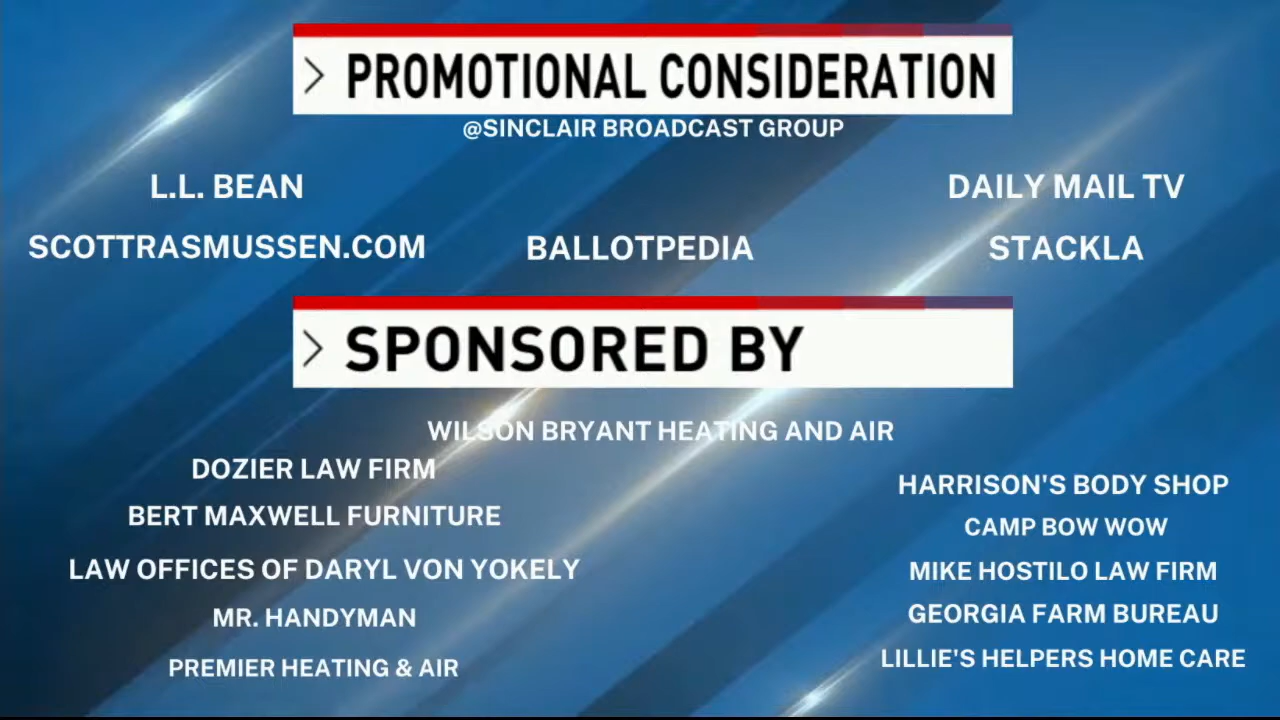 > PROMOTIONAL CONSIDERATION
@SINCLAIR BROADCAST GROUP
L.L. BEAN
DAILY MAIL TV
SCOTTRASMUSSEN.COM
BALLOTPEDIA
STACKLA
> SPONSORED BY
WILSON BRYANT HEATING AND AIR
DOZIER LAW FIRM
BERT MAXWELL FURNITURE
LAW OFFICES OF DARYL VON YOKELY
MR. HANDYMAN
PREMIER HEATING & AIR
HARRISON'S BODY SHOP
CAMP BOW WOW
MIKE HOSTILO LAW FIRM
GEORGIA FARM BUREAU
LILLIE'S HELPERS HOME CARE